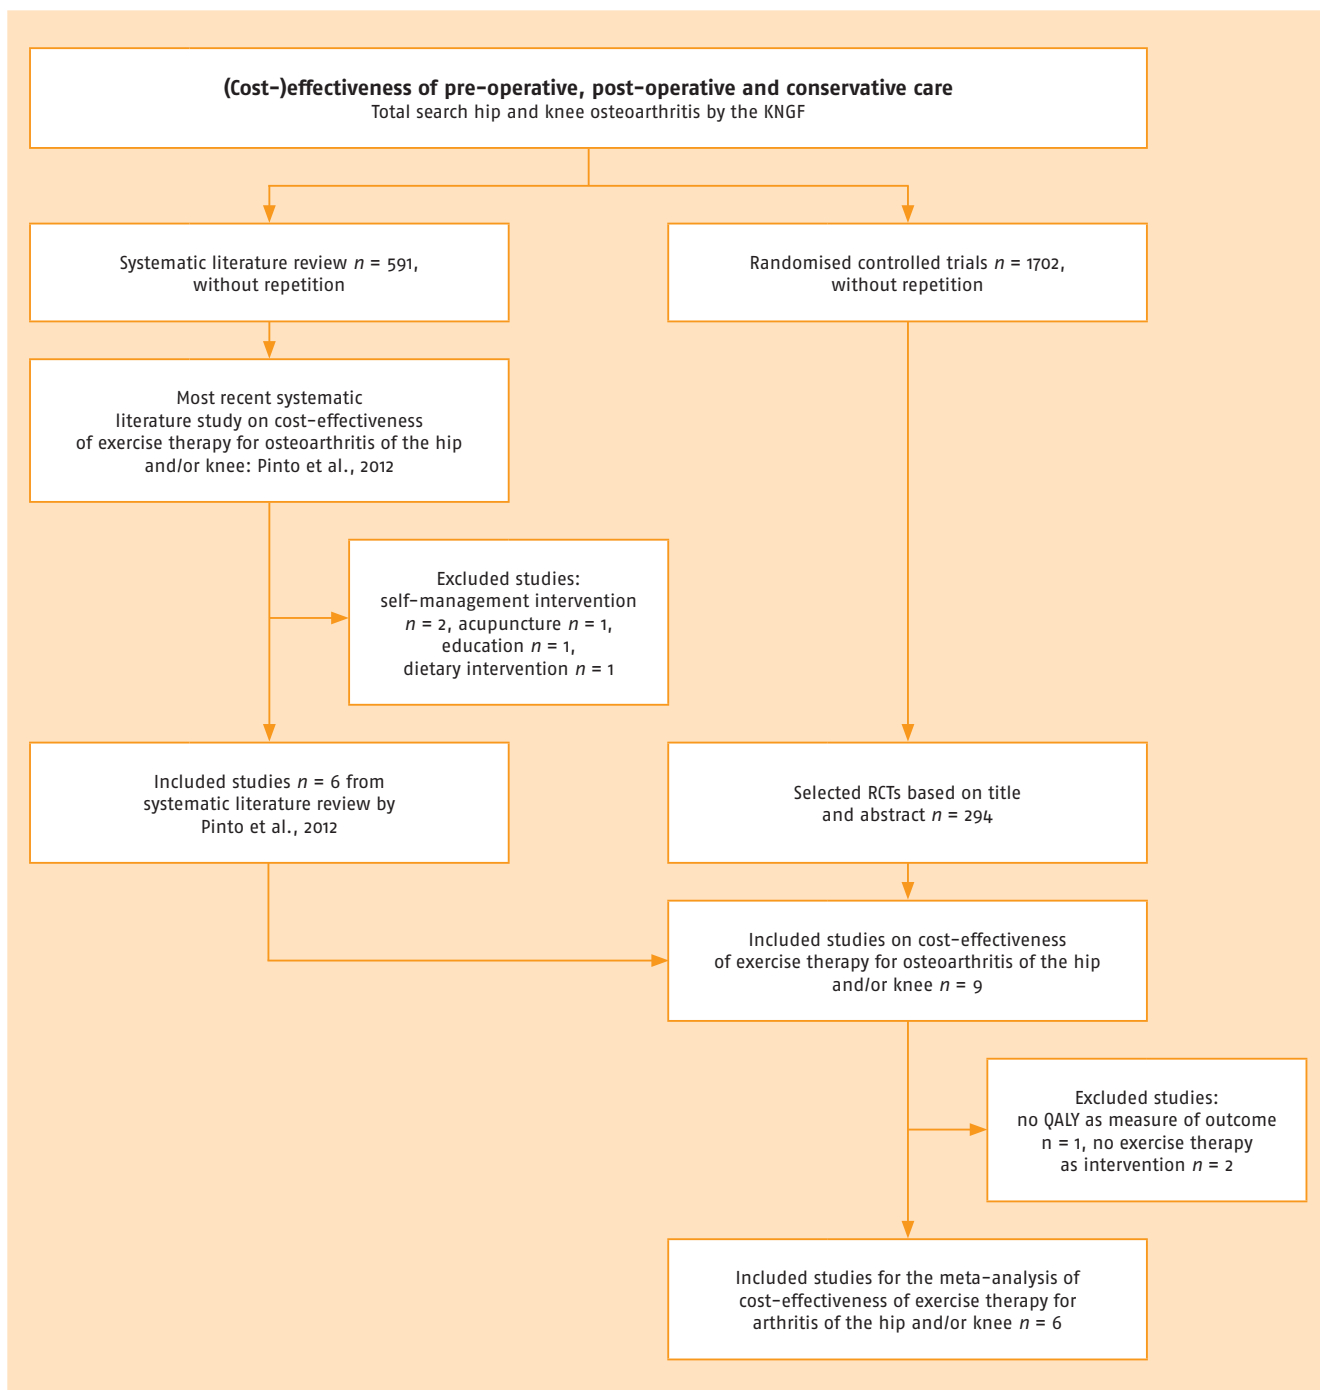 (Cost-)effectiveness of pre-operative, post-operative and conservative care
Total search hip and knee osteoarthritis by the KNGF
Systematic literature review n = 591,
without repetition
Randomised controlled trials n = 1702,
without repetition
Most recent systematic
literature study on cost-effectiveness
of exercise therapy for osteoarthritis of the hip
and/or knee: Pinto et al., 2012
Excluded studies:
self-management intervention
n = 2, acupuncture n = 1,
education n = 1,
dietary intervention n = 1
Included studies n = 6 from
systematic literature review by
Pinto et al., 2012
Selected RCTs based on title
and abstract n = 294
Included studies on cost-effectiveness
of exercise therapy for osteoarthritis of the hip
and/or knee n = 9
Excluded studies:
no QALY as measure of outcome
n = 1, no exercise therapy
as intervention n = 2
Included studies for the meta-analysis of
cost-effectiveness of exercise therapy for
arthritis of the hip and/or knee n = 6